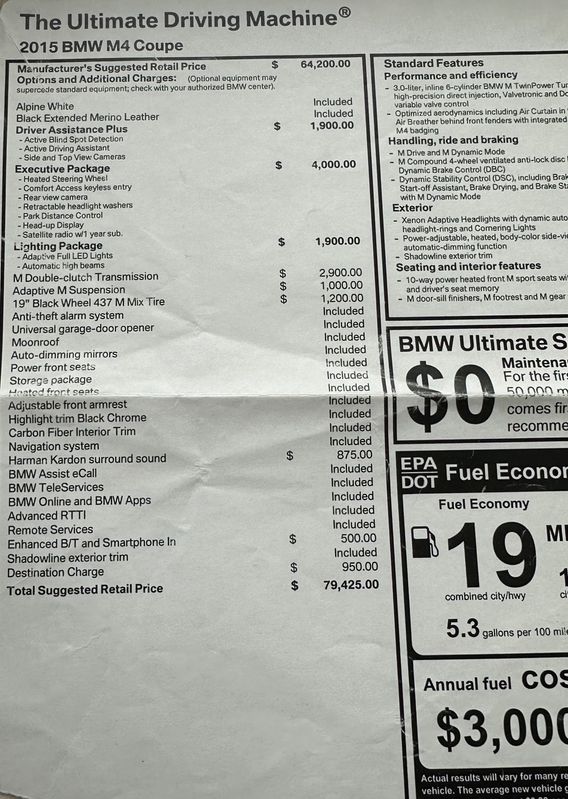 The Ultimate Driving Machine®
2015 BMW M4 Coupe
Manufacturer's Suggested Retail Price $ 64,200.00
Options and Additional Charges: (Optional equipment may
supercede standard equipment; check with your authorized BMW center).
Alpine White Included
Black Extended Merino Leather Included
Driver Assistance Plus $ 1,900.00
- Active Blind Spot Detection
- Active Driving Assistant
- Side and Top View Cameras
Executive Package $ 4,000.00
- Heated Steering Wheel
- Comfort Access keyless entry
- Rear view camera
- Retractable headlight washers
- Park Distance Control
- Head-up Display
- Satellite radio w/1 year sub.
Lighting Package $ 1,900.00
- Adaptive Full LED Lights
- Automatic high beams
M Double-clutch Transmission $ 2,900.00
Adaptive M Suspension $ 1,000.00
19" Black Wheel 437 M Mix Tire $ 1,200.00
Anti-theft alarm system Included
Universal garage-door opener Included
Moonroof Included
Auto-dimming mirrors Included
Power front seats Included
Storage package Included
Heated front seats Included
Adjustable front armrest Included
Highlight trim Black Chrome Included
Carbon Fiber Interior Trim Included
Navigation system Included
Harman Kardon surround sound $ 875.00
BMW Assist eCall Included
BMW TeleServices Included
BMW Online and BMW Apps Included
Advanced RTTI Included
Remote Services Included
Enhanced B/T and Smartphone In $ 500.00
Shadowline exterior trim Included
Destination Charge $ 950.00
Total Suggested Retail Price $ 79,425.00
Standard Features
Performance and efficiency
- 3.0-liter, inline 6-cylinder BMW M TwinPower Tur
high-precision direct injection, Valvetronic and Do
variable valve control
- Optimized aerodynamics including Air Curtain in
Air Breather behind front fenders with integrated
M4 badging
Handling, ride and braking
- M Drive and M Dynamic Mode
- M Compound 4-wheel ventilated anti-lock disc
Dynamic Brake Control (DBC)
- Dynamic Stability Control (DSC), including Brak
Start-off Assistant, Brake Drying, and Brake Sta
with M Dynamic Mode
Exterior
- Xenon Adaptive Headlights with dynamic auto
headlight-rings and Cornering Lights
- Power-adjustable, heated, body-color side-vi
automatic-dimming function
- Shadowline exterior trim
Seating and interior features
- 10-way power heated front M sport seats wi
and driver's seat memory
- M door-sill finishers, M footrest and M gear
BMW Ultimate S
$0
Maintena
For the firs
50,000 m
comes fir
recomme
EPA
DOT Fuel Econom
Fuel Economy
19 MP
combined city/hwy ci
5.3 gallons per 100 mile
Annual fuel COS
$3,000
Actual results will vary for many re
vehicle. The average new vehicle g